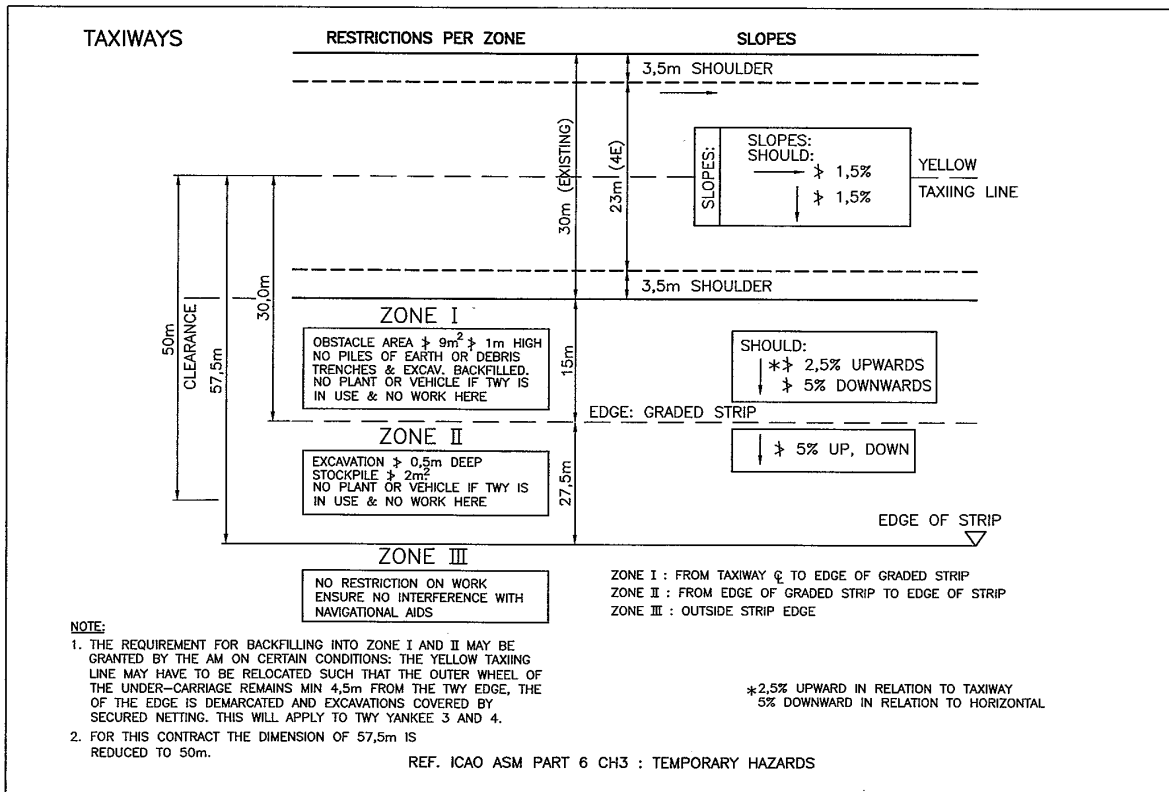 TAXIWAYS
RESTRICTIONS PER ZONE
SLOPES
3,5m SHOULDER
30m (EXISTING)
23m (4E)
SLOPES:
SLOPES:
SHOULD:
≯ 1,5%
≯ 1,5%
YELLOW
TAXIING LINE
3,5m SHOULDER
50m
CLEARANCE
57,5m
30,0m
ZONE I
OBSTACLE AREA ≯ 9m² ≯ 1m HIGH
NO PILES OF EARTH OR DEBRIS
TRENCHES & EXCAV. BACKFILLED.
NO PLANT OR VEHICLE IF TWY IS
IN USE & NO WORK HERE
15m
SHOULD:
*≯ 2,5% UPWARDS
≯ 5% DOWNWARDS
EDGE: GRADED STRIP
ZONE II
EXCAVATION ≯ 0,5m DEEP
STOCKPILE ≯ 2m²
NO PLANT OR VEHICLE IF TWY IS
IN USE & NO WORK HERE
27,5m
≯ 5% UP, DOWN
EDGE OF STRIP
ZONE III
NO RESTRICTION ON WORK
ENSURE NO INTERFERENCE WITH
NAVIGATIONAL AIDS
ZONE I : FROM TAXIWAY ℄ TO EDGE OF GRADED STRIP
ZONE II : FROM EDGE OF GRADED STRIP TO EDGE OF STRIP
ZONE III : OUTSIDE STRIP EDGE
NOTE:
1. THE REQUIREMENT FOR BACKFILLING INTO ZONE I AND II MAY BE
GRANTED BY THE AM ON CERTAIN CONDITIONS: THE YELLOW TAXIING
LINE MAY HAVE TO BE RELOCATED SUCH THAT THE OUTER WHEEL OF
THE UNDER-CARRIAGE REMAINS MIN 4,5m FROM THE TWY EDGE, THE
OF THE EDGE IS DEMARCATED AND EXCAVATIONS COVERED BY
SECURED NETTING. THIS WILL APPLY TO TWY YANKEE 3 AND 4.
2. FOR THIS CONTRACT THE DIMENSION OF 57,5m IS
REDUCED TO 50m.
*2,5% UPWARD IN RELATION TO TAXIWAY
5% DOWNWARD IN RELATION TO HORIZONTAL
REF. ICAO ASM PART 6 CH3 : TEMPORARY HAZARDS